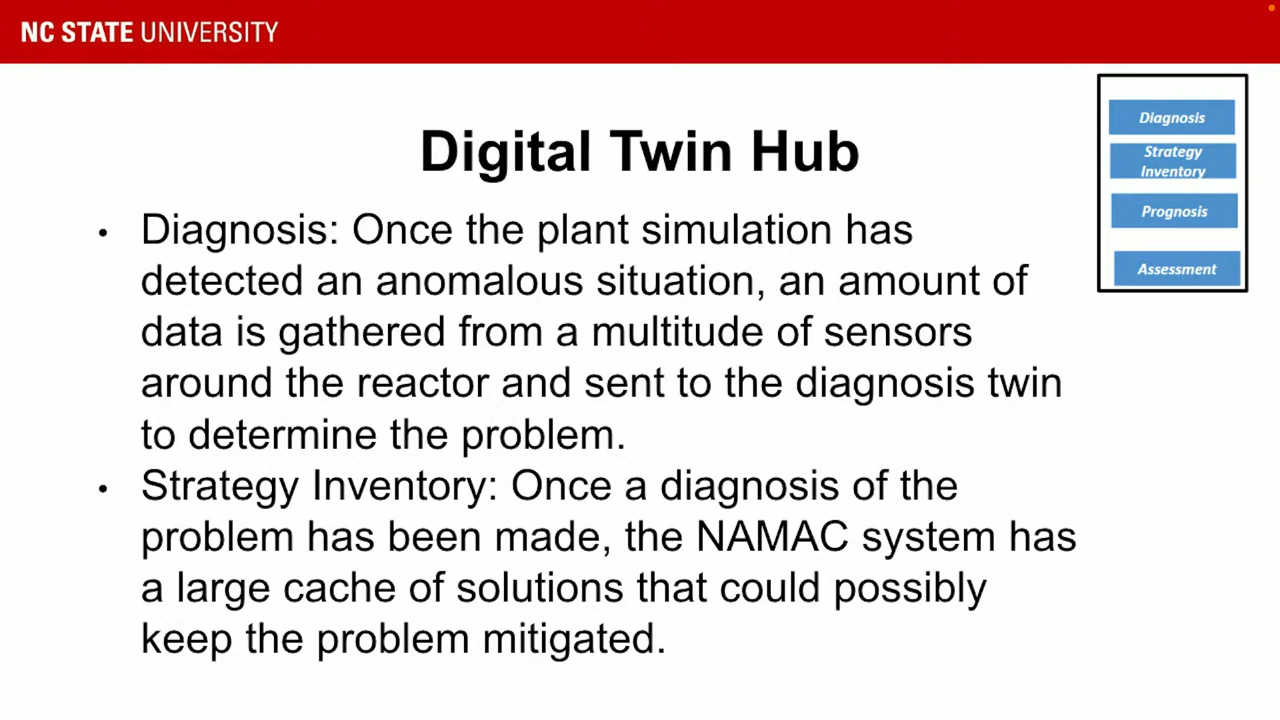 NC STATE UNIVERSITY
Digital Twin Hub
• Diagnosis: Once the plant simulation has
detected an anomalous situation, an amount of
data is gathered from a multitude of sensors
around the reactor and sent to the diagnosis twin
to determine the problem.
• Strategy Inventory: Once a diagnosis of the
problem has been made, the NAMAC system has
a large cache of solutions that could possibly
keep the problem mitigated.
Diagnosis
Strategy
Inventory
Prognosis
Assessment